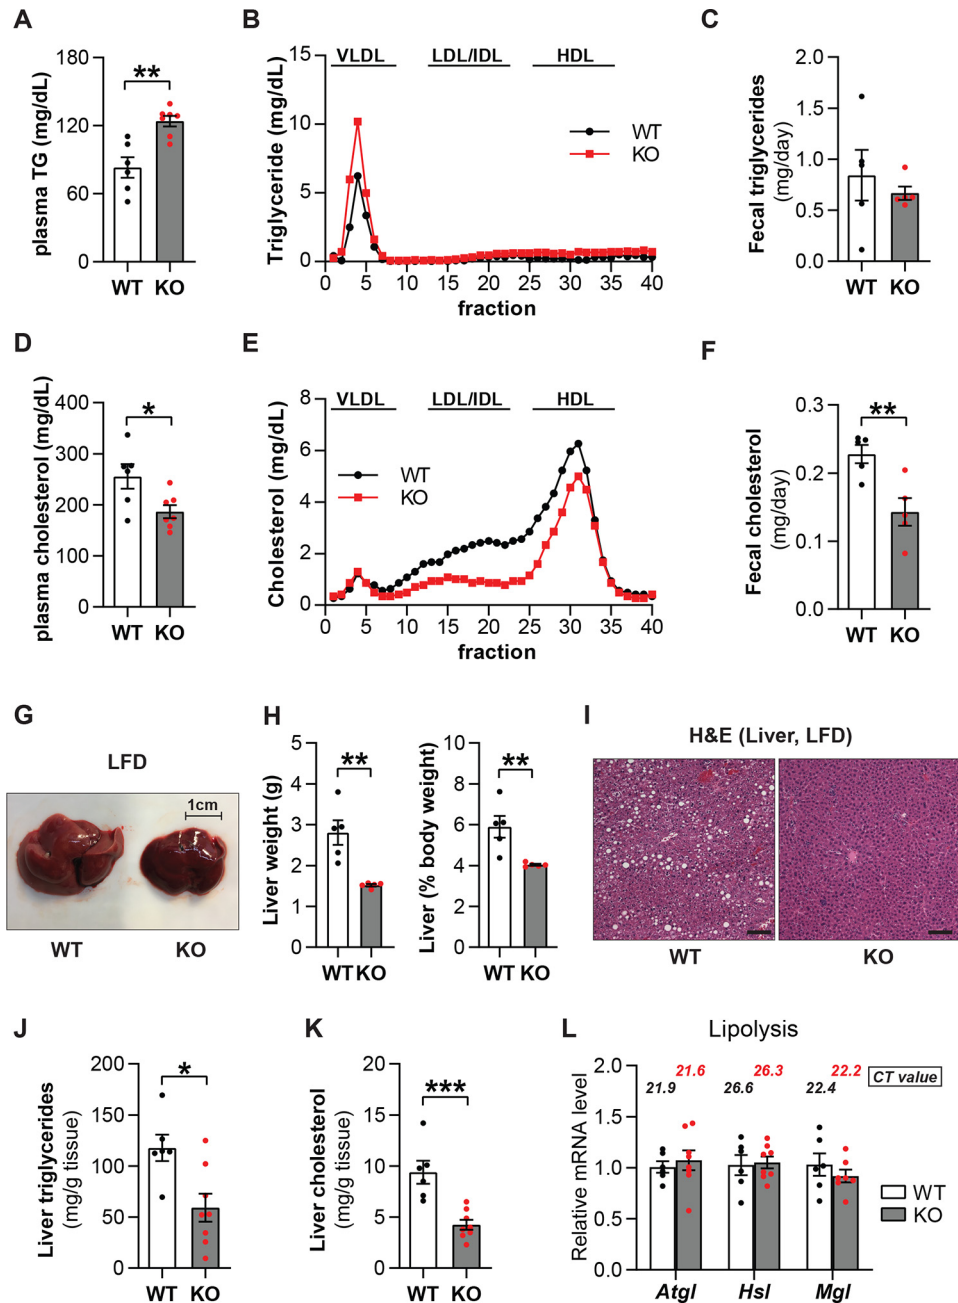 A
plasma TG (mg/dL)
180
120
60
0
**
WT KO
B
Triglyceride (mg/dL)
15
10
5
0
VLDL LDL/IDL HDL
WT
KO
0 5 10 15 20 25 30 35 40
fraction
C
Fecal triglycerides
(mg/day)
2.0
1.5
1.0
0.5
0.0
WT KO
D
plasma cholesterol (mg/dL)
400
300
200
100
0
*
WT KO
E
Cholesterol (mg/dL)
8
6
4
2
0
VLDL LDL/IDL HDL
WT
KO
0 5 10 15 20 25 30 35 40
fraction
F
Fecal cholesterol
(mg/day)
0.3
0.2
0.1
0.0
**
WT KO
G
LFD
1cm
WT KO
H
Liver weight (g)
5
4
3
2
1
0
**
WT KO
Liver (% body weight)
10
8
6
4
2
0
**
WT KO
I
H&E (Liver, LFD)
WT KO
J
Liver triglycerides
(mg/g tissue)
200
150
100
50
0
*
WT KO
K
Liver cholesterol
(mg/g tissue)
20
15
10
5
0
***
WT KO
L
Lipolysis
Relative mRNA level
2.0
1.5
1.0
0.5
0.0
21.6 26.3 22.2
21.9 26.6 22.4
CT value
WT
KO
Atgl Hsl Mgl